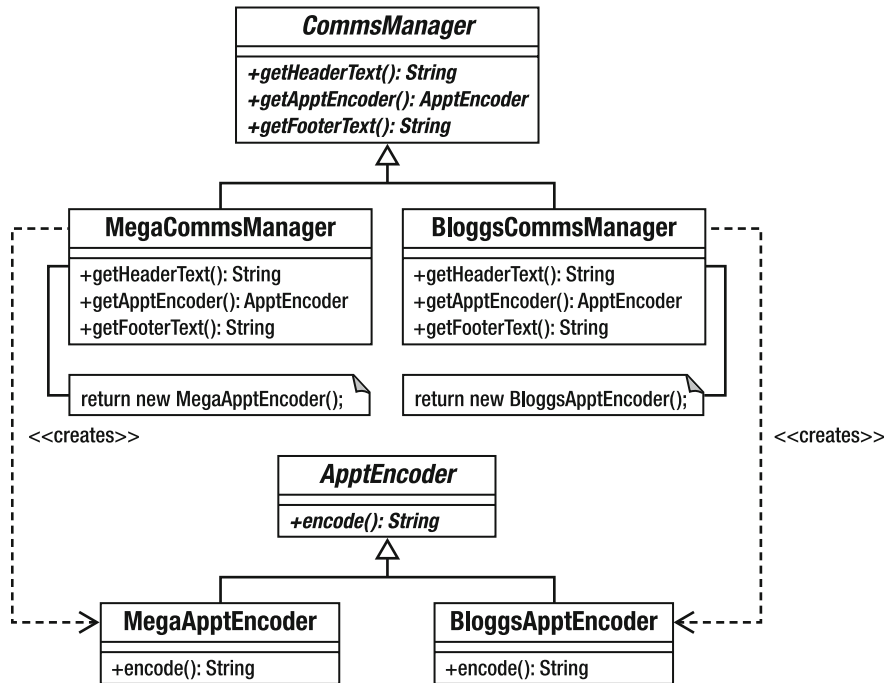 CommsManager
+getHeaderText(): String
+getApptEncoder(): ApptEncoder
+getFooterText(): String
MegaCommsManager
+getHeaderText(): String
+getApptEncoder(): ApptEncoder
+getFooterText(): String
BloggsCommsManager
+getHeaderText(): String
+getApptEncoder(): ApptEncoder
+getFooterText(): String
return new MegaApptEncoder();
return new BloggsApptEncoder();
<<creates>>
<<creates>>
ApptEncoder
+encode(): String
MegaApptEncoder
+encode(): String
BloggsApptEncoder
+encode(): String